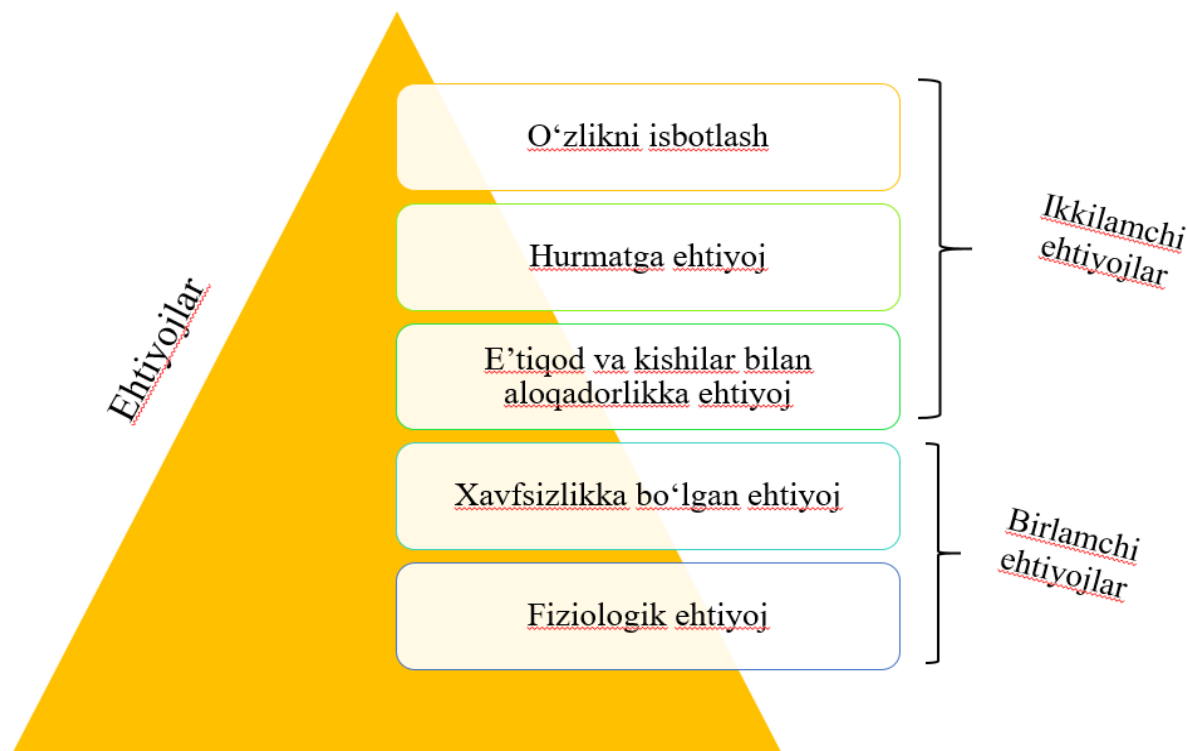 O‘zlikni isbotlash
Hurmatga ehtiyoj
E’tiqod va kishilar bilan
aloqadorlikka ehtiyoj
Xavfsizlikka bo‘lgan ehtiyoj
Fiziologik ehtiyoj
Ehtiyojlar
Ikkilamchi
ehtiyojlar
Birlamchi
ehtiyojlar